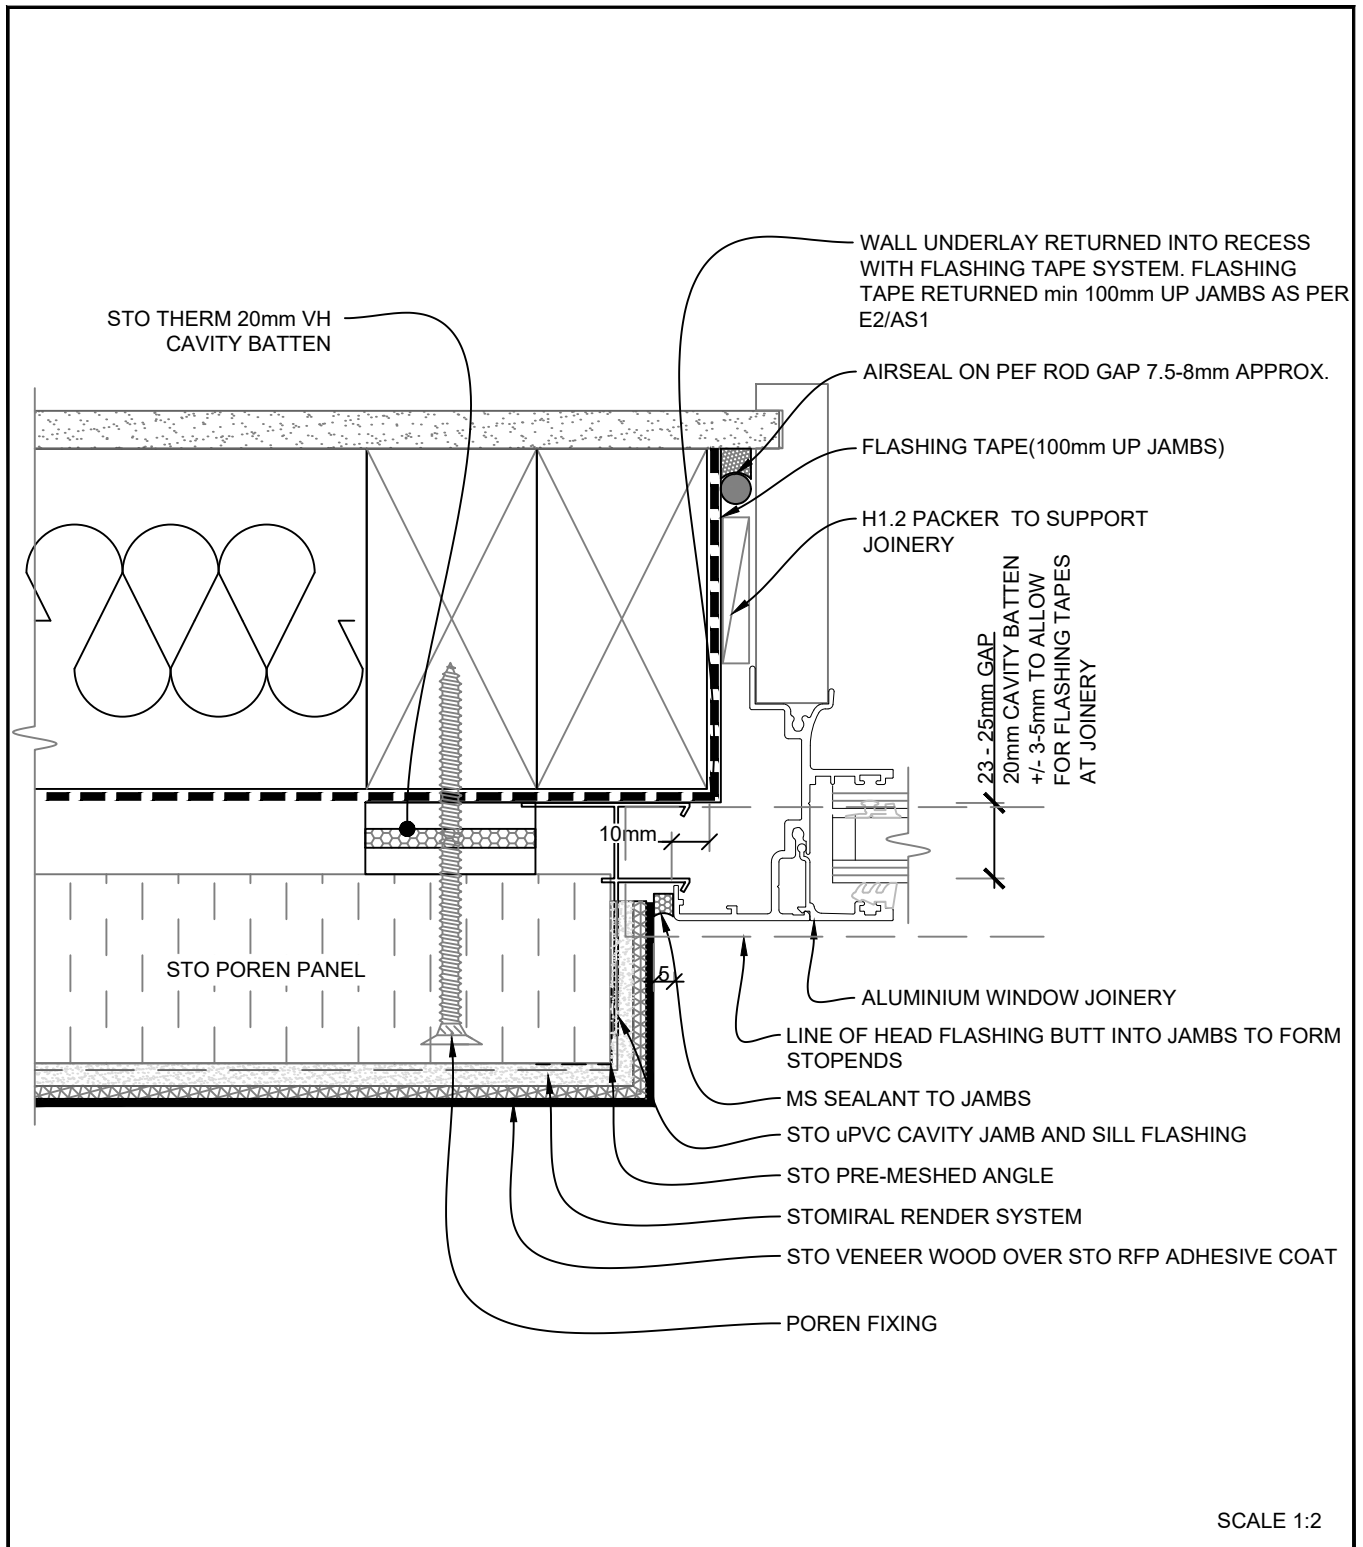 WALL UNDERLAY RETURNED INTO RECESS
WITH FLASHING TAPE SYSTEM. FLASHING
TAPE RETURNED min 100mm UP JAMBS AS PER
E2/AS1
STO THERM 20mm VH
CAVITY BATTEN
AIRSEAL ON PEF ROD GAP 7.5-8mm APPROX.
FLASHING TAPE(100mm UP JAMBS)
H1.2 PACKER TO SUPPORT
JOINERY
23 - 25mm GAP
20mm CAVITY BATTEN
+/- 3-5mm TO ALLOW
FOR FLASHING TAPES
AT JOINERY
10mm
STO POREN PANEL
5
ALUMINIUM WINDOW JOINERY
LINE OF HEAD FLASHING BUTT INTO JAMBS TO FORM
STOPENDS
MS SEALANT TO JAMBS
STO uPVC CAVITY JAMB AND SILL FLASHING
STO PRE-MESHED ANGLE
STOMIRAL RENDER SYSTEM
STO VENEER WOOD OVER STO RFP ADHESIVE COAT
POREN FIXING
SCALE 1:2